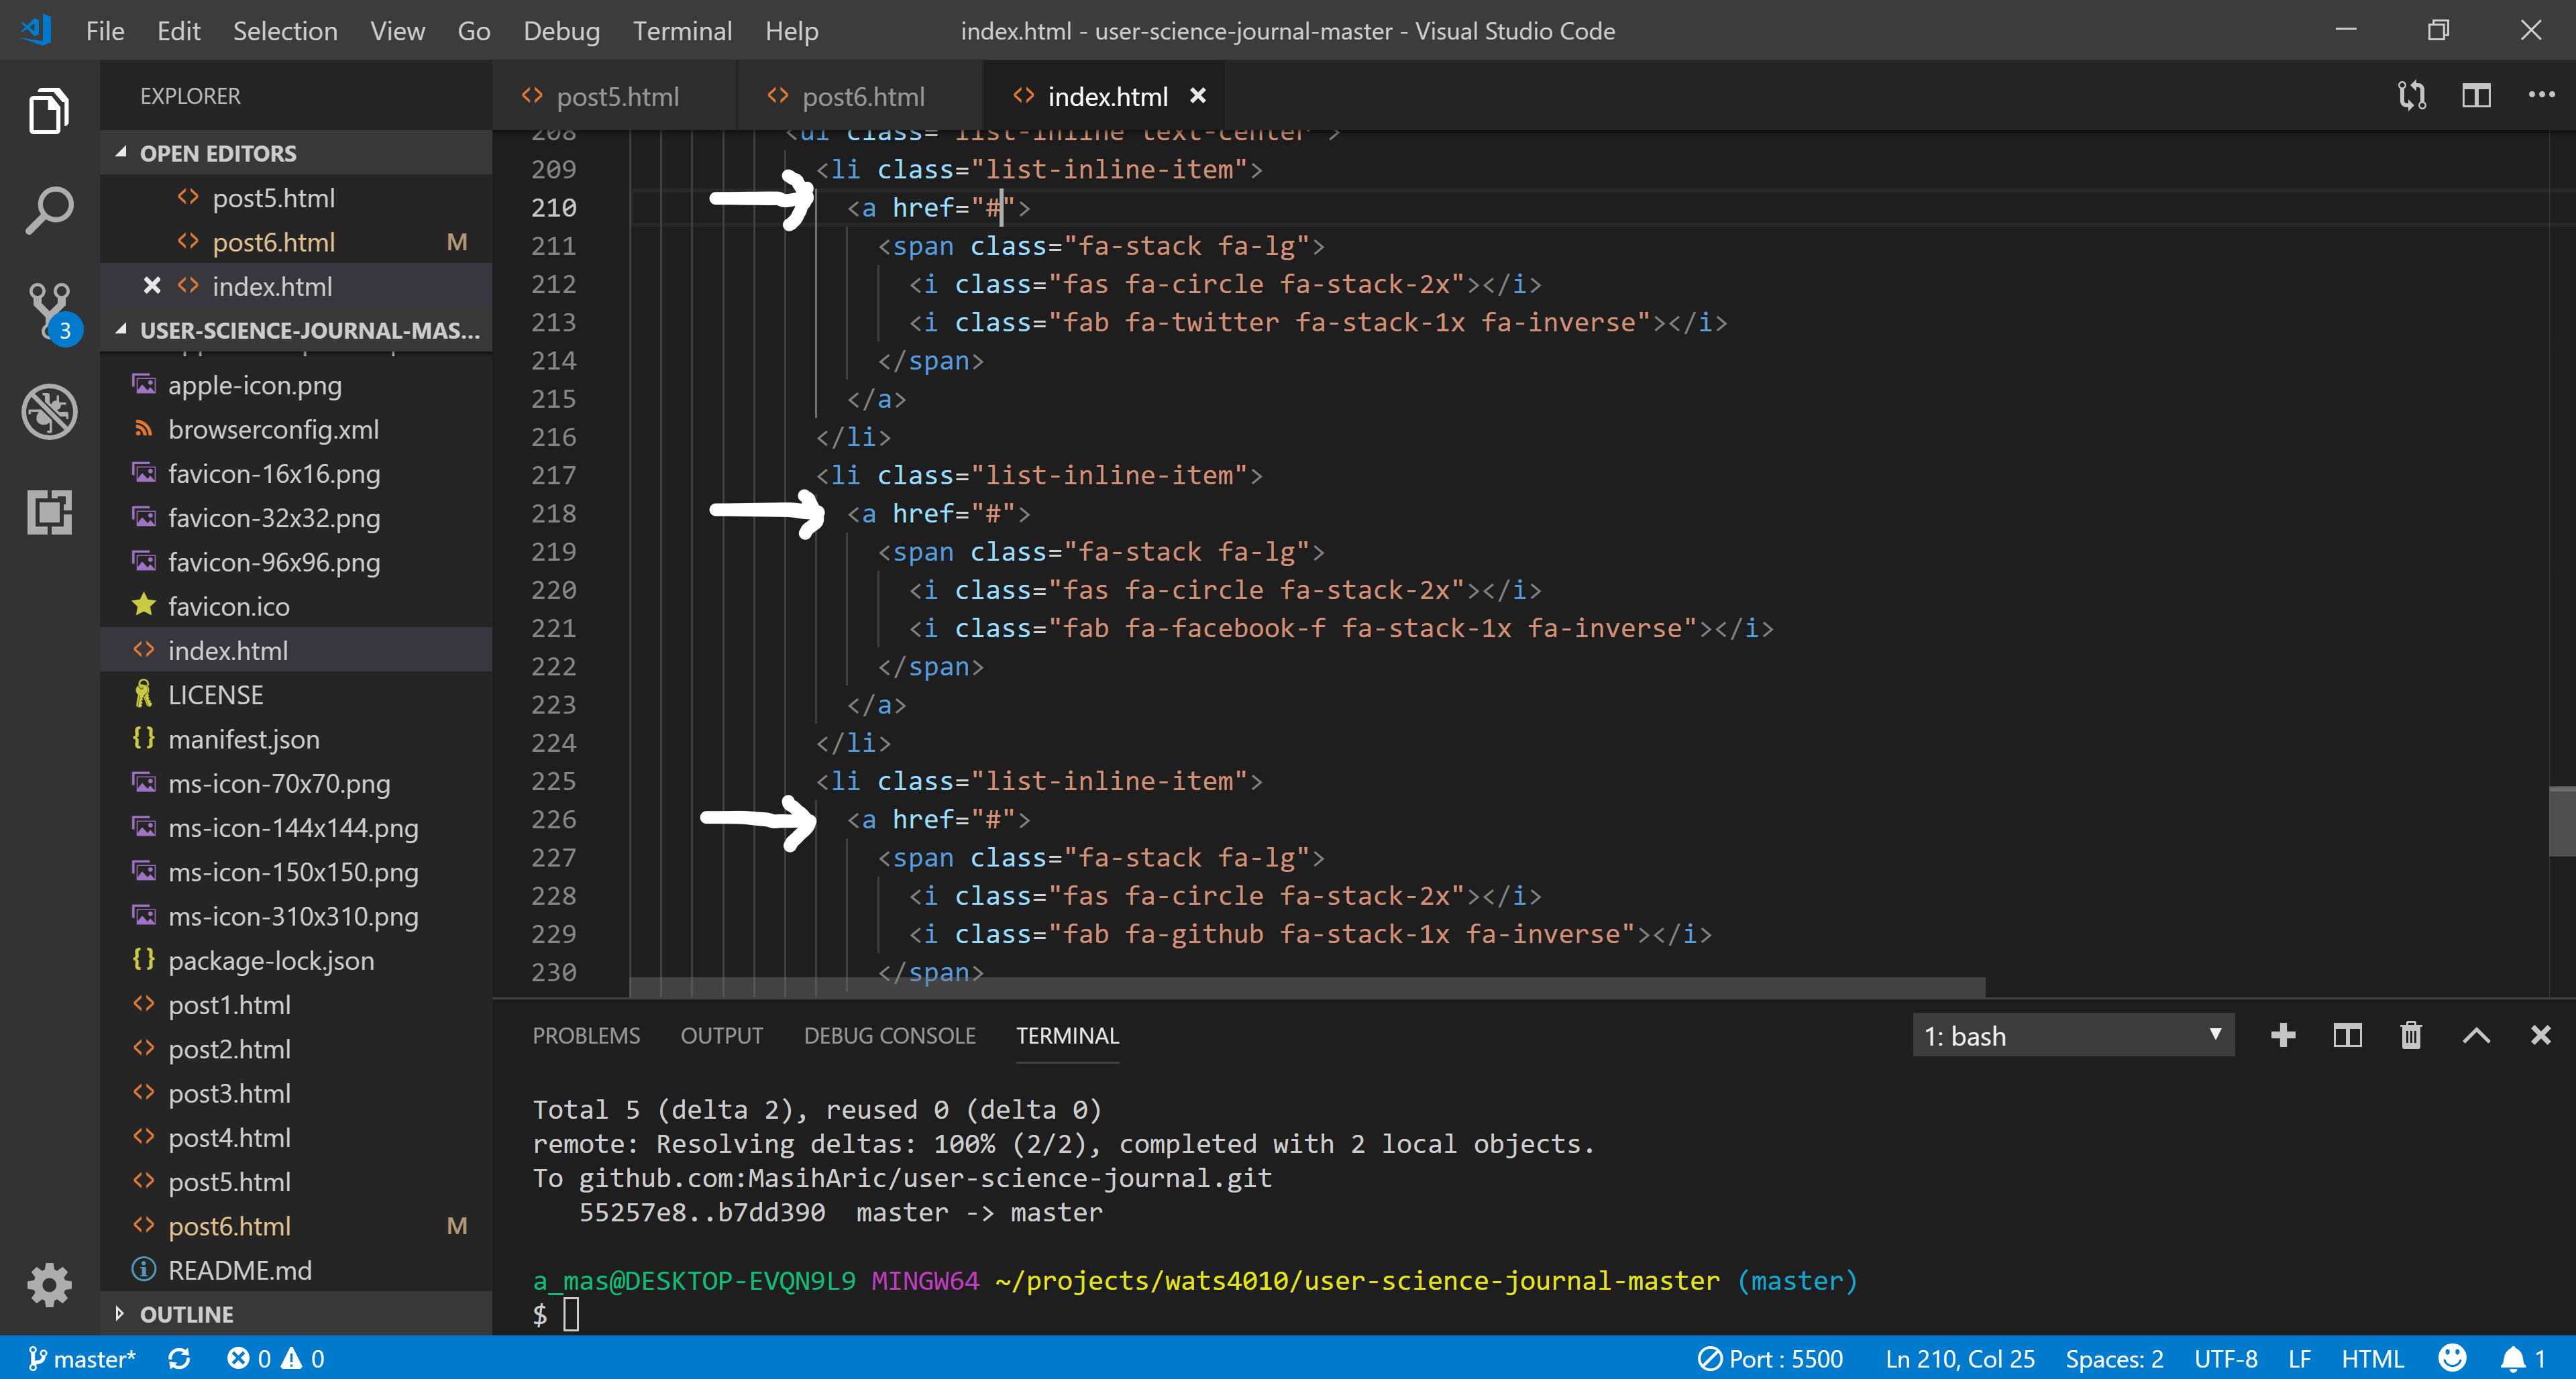 File Edit Selection View Go Debug Terminal Help index.html - user-science-journal-master - Visual Studio Code
EXPLORER
OPEN EDITORS
post5.html
post6.html M
index.html
USER-SCIENCE-JOURNAL-MAS...
apple-icon.png
browserconfig.xml
favicon-16x16.png
favicon-32x32.png
favicon-96x96.png
favicon.ico
index.html
LICENSE
manifest.json
ms-icon-70x70.png
ms-icon-144x144.png
ms-icon-150x150.png
ms-icon-310x310.png
package-lock.json
post1.html
post2.html
post3.html
post4.html
post5.html
post6.html M
README.md
OUTLINE
3
post5.html post6.html index.html
208 <ul class="list-inline text-center">
209 <li class="list-inline-item">
210 <a href="#">
211 <span class="fa-stack fa-lg">
212 <i class="fas fa-circle fa-stack-2x"></i>
213 <i class="fab fa-twitter fa-stack-1x fa-inverse"></i>
214 </span>
215 </a>
216 </li>
217 <li class="list-inline-item">
218 <a href="#">
219 <span class="fa-stack fa-lg">
220 <i class="fas fa-circle fa-stack-2x"></i>
221 <i class="fab fa-facebook-f fa-stack-1x fa-inverse"></i>
222 </span>
223 </a>
224 </li>
225 <li class="list-inline-item">
226 <a href="#">
227 <span class="fa-stack fa-lg">
228 <i class="fas fa-circle fa-stack-2x"></i>
229 <i class="fab fa-github fa-stack-1x fa-inverse"></i>
230 </span>
PROBLEMS OUTPUT DEBUG CONSOLE TERMINAL 1: bash
Total 5 (delta 2), reused 0 (delta 0)
remote: Resolving deltas: 100% (2/2), completed with 2 local objects.
To github.com:MasihAric/user-science-journal.git
55257e8..b7dd390 master -> master
a_mas@DESKTOP-EVQN9L9 MINGW64 ~/projects/wats4010/user-science-journal-master (master)
$
master* 0 0 Port : 5500 Ln 210, Col 25 Spaces: 2 UTF-8 LF HTML 1